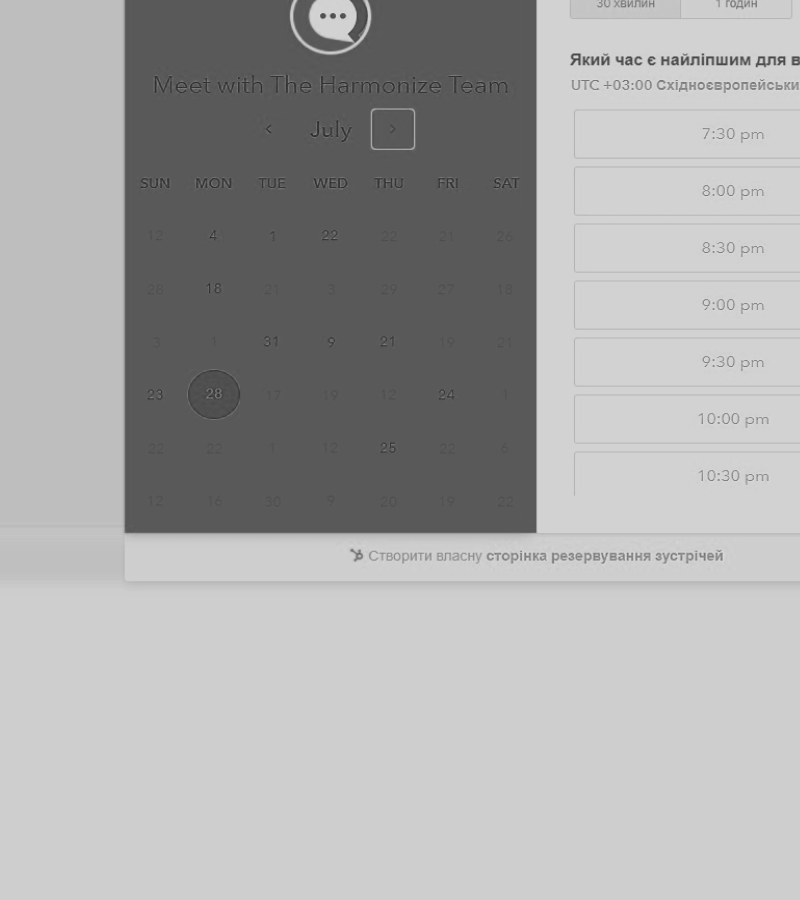 30 хвилин 1 годин
Meet with The Harmonize Team
July
SUN MON TUE WED THU FRI SAT
12 4 1 22 22 21 26
28 18 21 3 29 27 18
3 1 31 9 21 19 21
23 28 17 19 12 24 1
22 22 1 12 25 22 6
12 16 30 9 20 19 22
Який час є найліпшим для в
UTC +03:00 Східноєвропейськи
7:30 pm
8:00 pm
8:30 pm
9:00 pm
9:30 pm
10:00 pm
10:30 pm
Створити власну сторінка резервування зустрічей